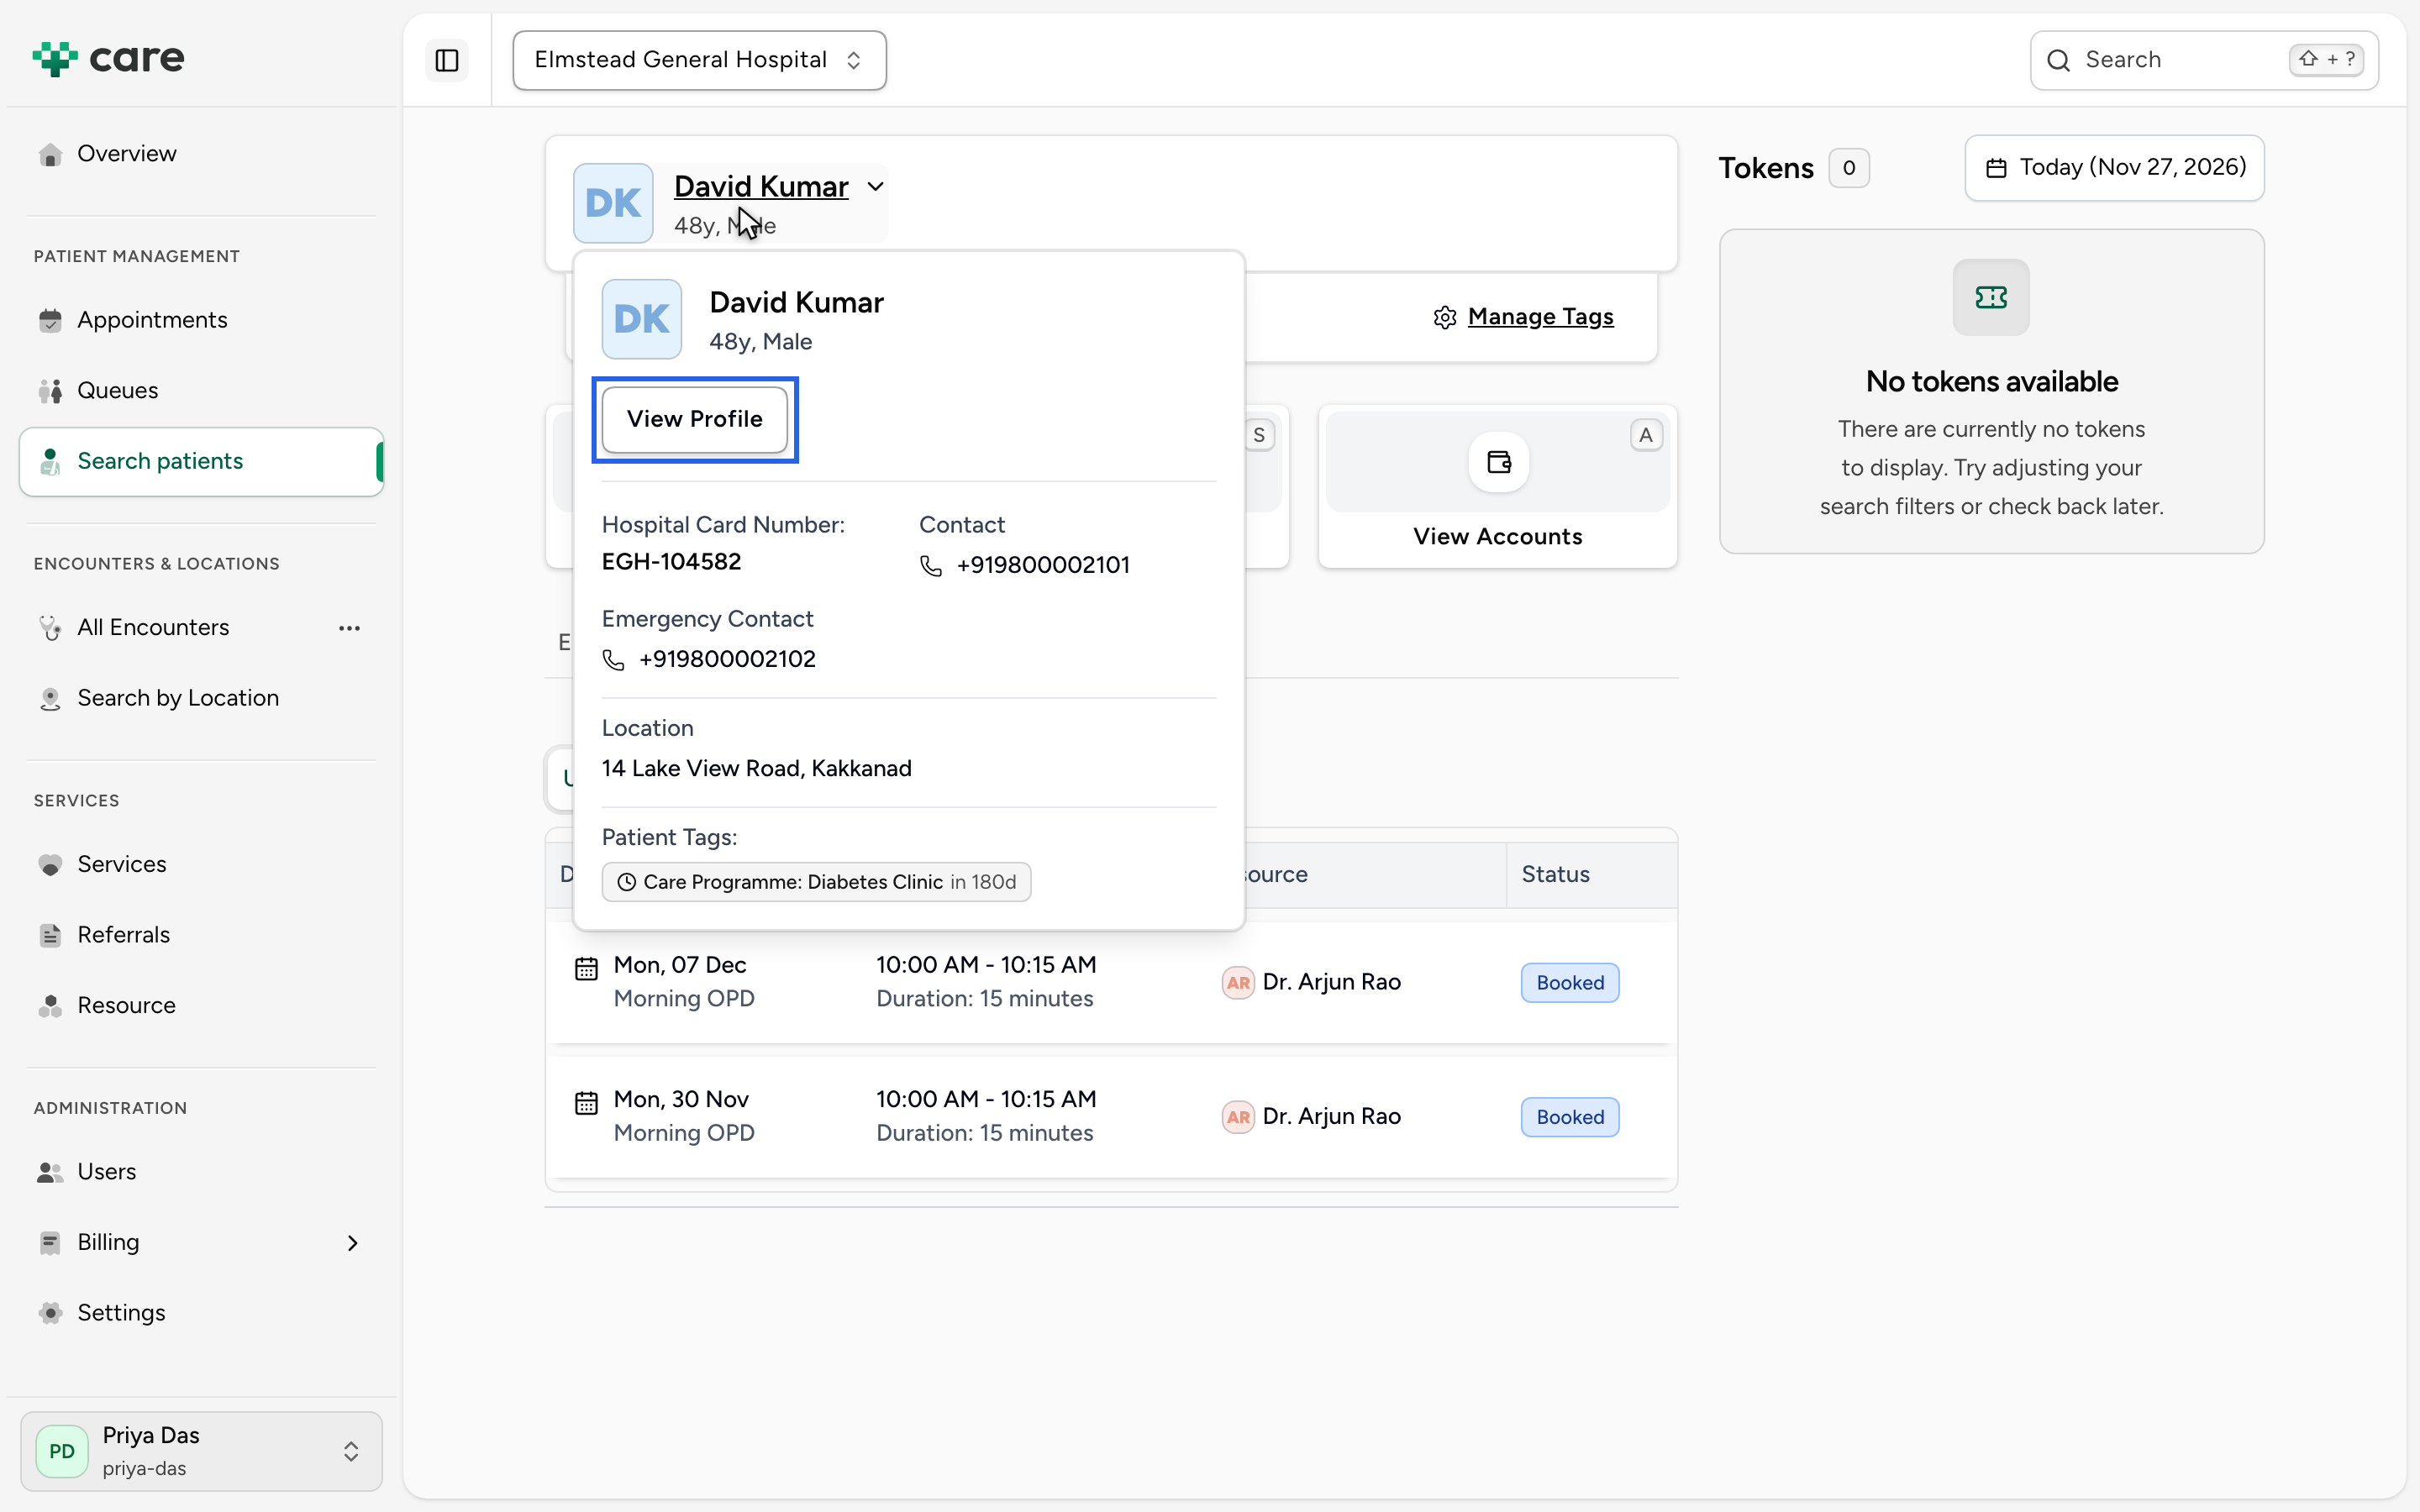 care
Elmstead General Hospital
Search
+ ?
Overview
PATIENT MANAGEMENT
Appointments
Queues
Search patients
ENCOUNTERS & LOCATIONS
All Encounters
Search by Location
SERVICES
Services
Referrals
Resource
ADMINISTRATION
Users
Billing
Settings
PD
Priya Das
priya-das
DK
David Kumar
48y, Male
Manage Tags
DK
David Kumar
48y, Male
View Profile
Hospital Card Number:
EGH-104582
Contact
+919800002101
Emergency Contact
+919800002102
Location
14 Lake View Road, Kakkanad
Patient Tags:
Care Programme: Diabetes Clinic in 180d
S
A
View Accounts
Status
Mon, 07 Dec
Morning OPD
10:00 AM - 10:15 AM
Duration: 15 minutes
AR Dr. Arjun Rao
Booked
Mon, 30 Nov
Morning OPD
10:00 AM - 10:15 AM
Duration: 15 minutes
AR Dr. Arjun Rao
Booked
Tokens 0
Today (Nov 27, 2026)
No tokens available
There are currently no tokens
to display. Try adjusting your
search filters or check back later.